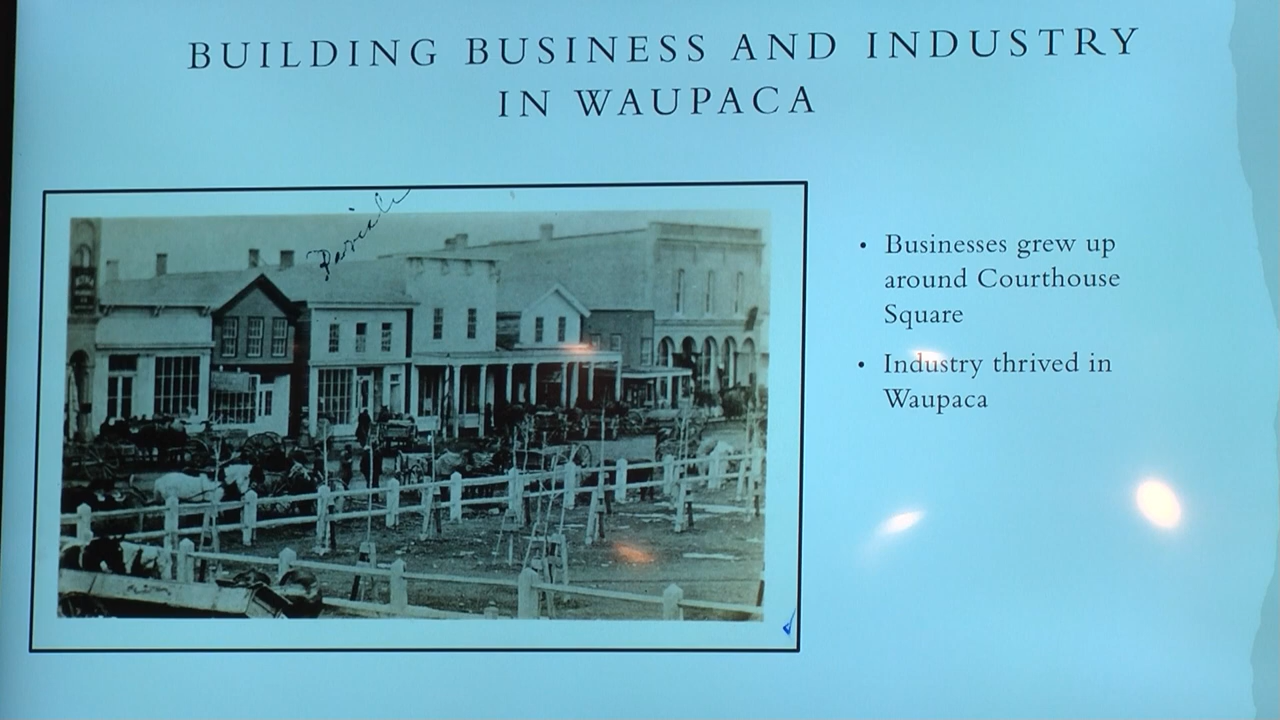 BUILDING BUSINESS AND INDUSTRY
IN WAUPACA
• Businesses grew up
around Courthouse
Square
• Industry thrived in
Waupaca